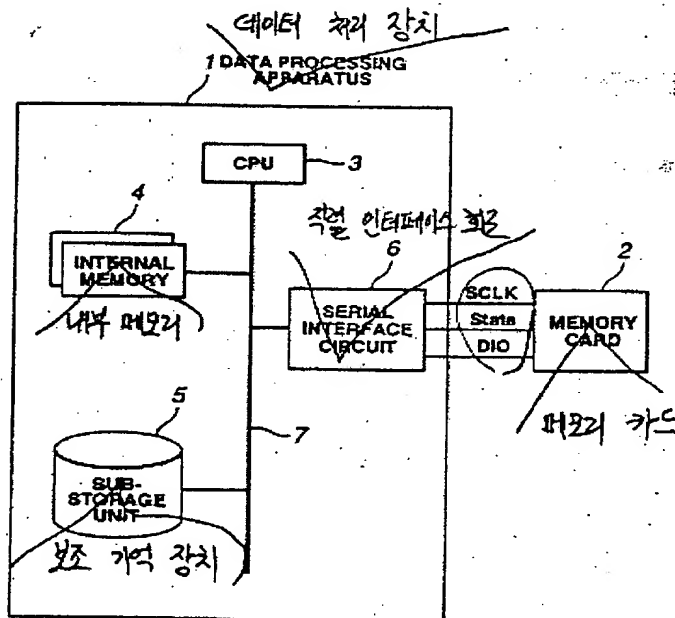 데이터 처리 장치
1 DATA PROCESSING
APPARATUS
CPU
3
4
INTERNAL
MEMORY
내부 메모리
직렬 인터페이스 회로
6
SERIAL
INTERFACE
CIRCUIT
SCLK
State
DIO
2
MEMORY
CARD
메모리 카드
5
SUB-
STORAGE
UNIT
보조 기억 장치
7